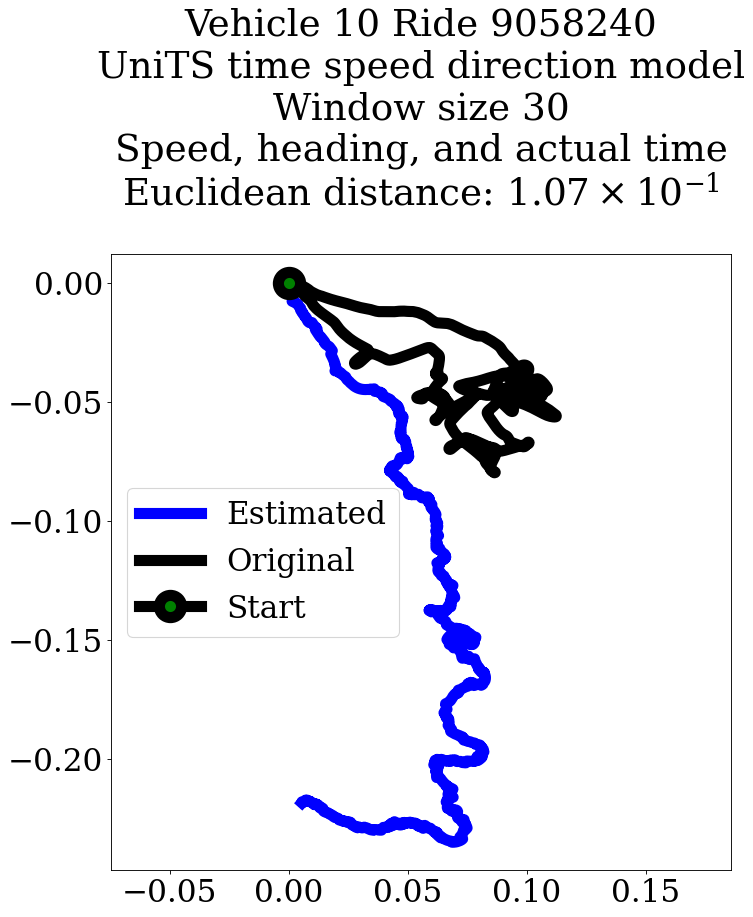 Vehicle 10 Ride 9058240
UniTS time speed direction model
Window size 30
Speed, heading, and actual time
Euclidean distance: 1.07 × 10⁻¹
0.00
−0.05
−0.10
−0.15
−0.20
Estimated
Original
Start
−0.05 0.00 0.05 0.10 0.15